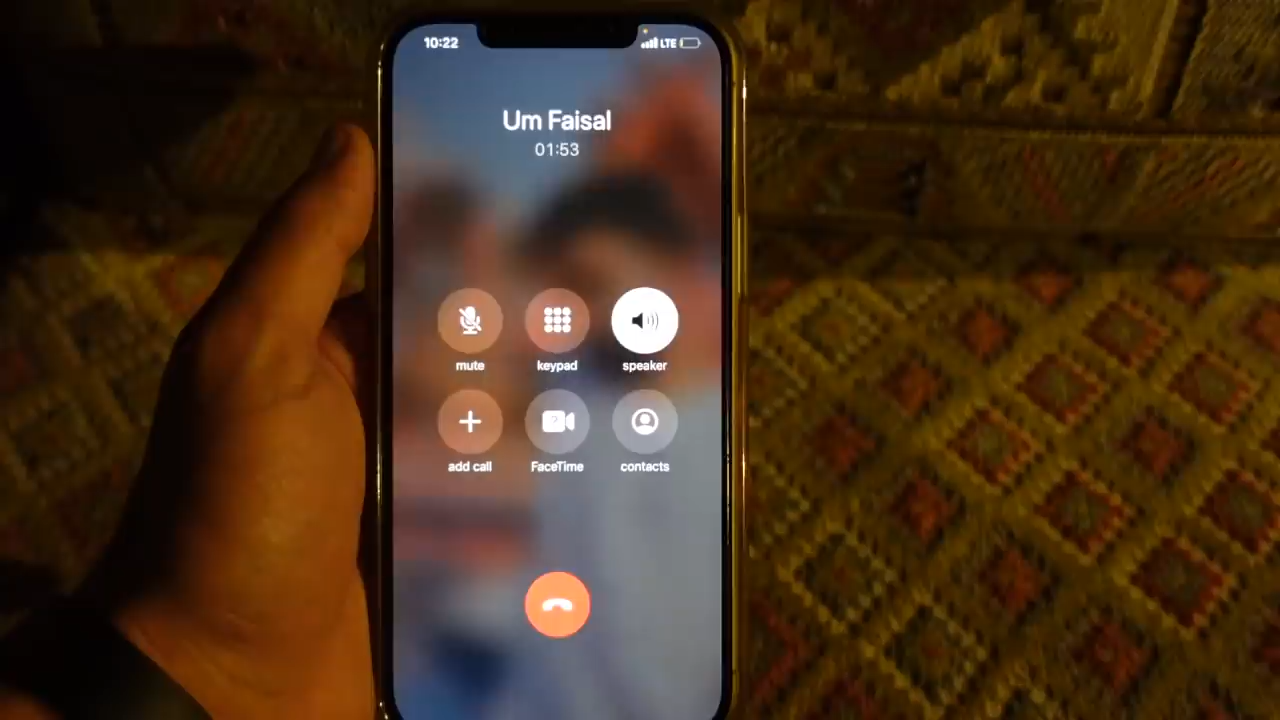 10:22 LTE
Um Faisal
01:53
mute keypad speaker
add call FaceTime contacts